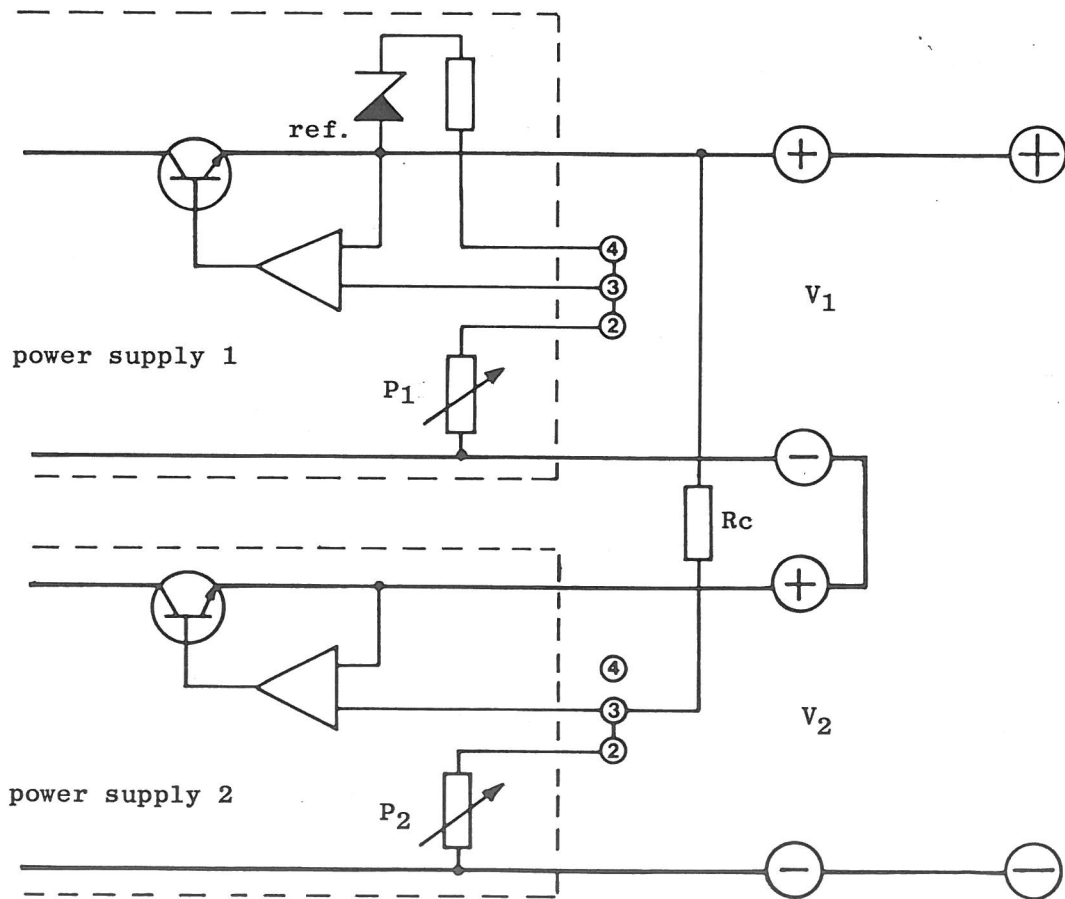 ref.
+
+
4
3
V1
2
power supply 1
P1
−
Rc
+
4
3
V2
2
power supply 2
P2
−
−